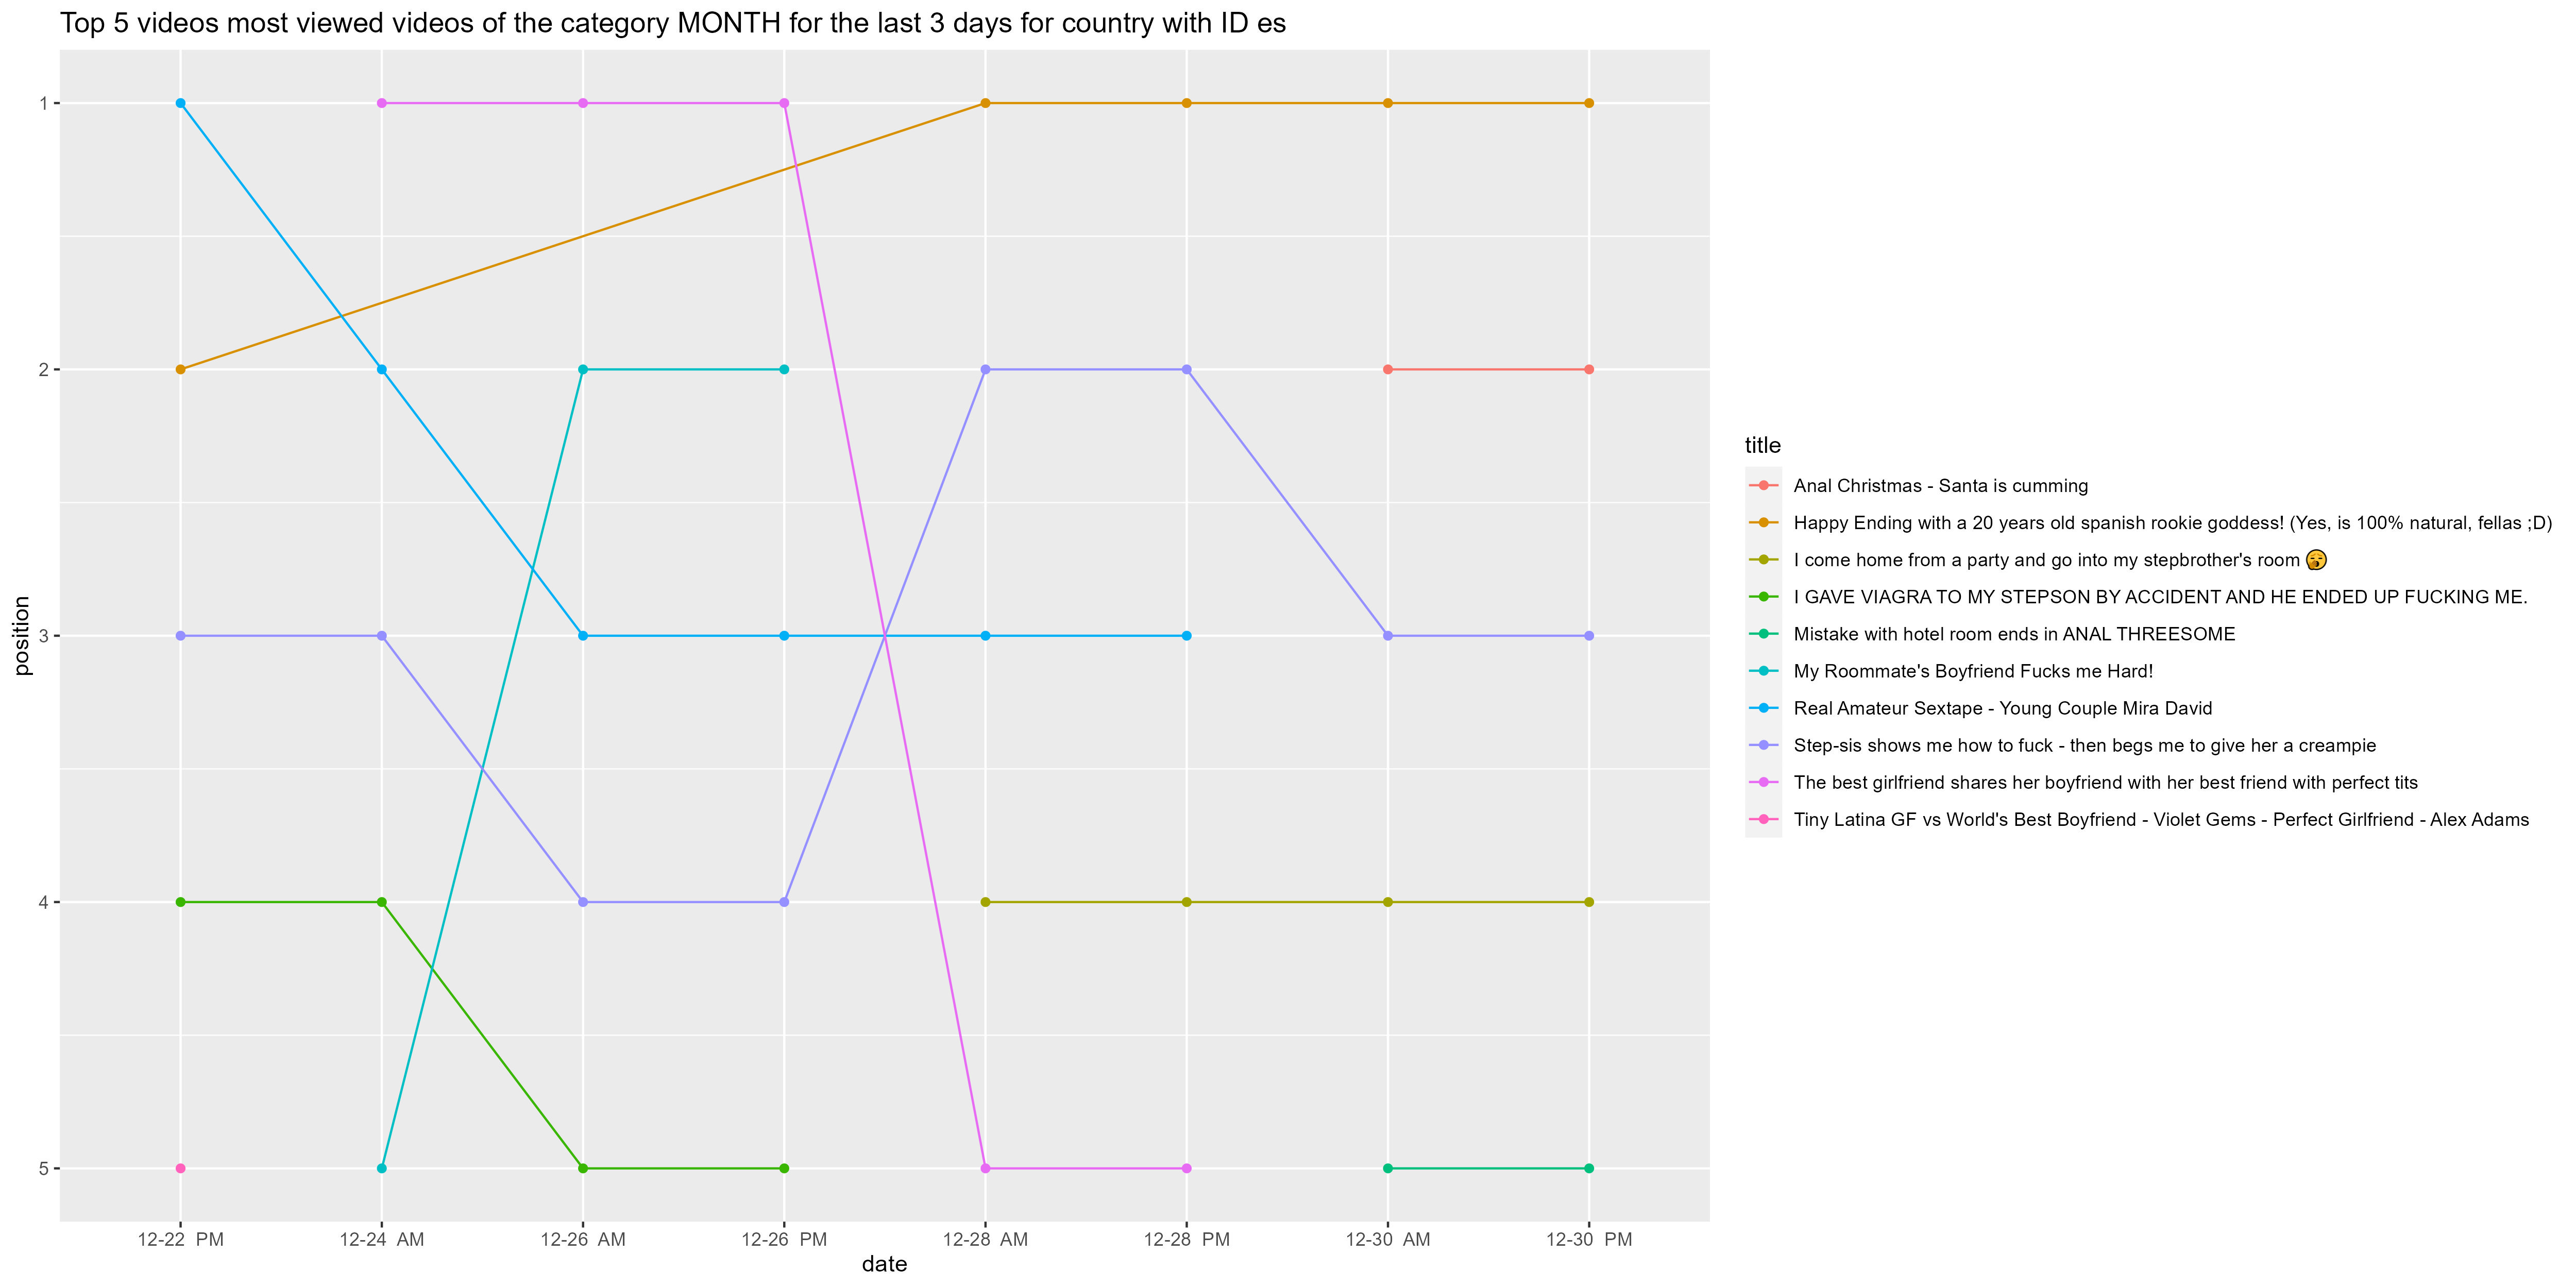 Top 5 videos most viewed videos of the category MONTH for the last 3 days for country with ID es
position
1
2
3
4
5
12-22 PM
12-24 AM
12-26 AM
12-26 PM
12-28 AM
12-28 PM
12-30 AM
12-30 PM
date
title
Anal Christmas - Santa is cumming
Happy Ending with a 20 years old spanish rookie goddess! (Yes, is 100% natural, fellas ;D)
I come home from a party and go into my stepbrother's room 🥱
I GAVE VIAGRA TO MY STEPSON BY ACCIDENT AND HE ENDED UP FUCKING ME.
Mistake with hotel room ends in ANAL THREESOME
My Roommate's Boyfriend Fucks me Hard!
Real Amateur Sextape - Young Couple Mira David
Step-sis shows me how to fuck - then begs me to give her a creampie
The best girlfriend shares her boyfriend with her best friend with perfect tits
Tiny Latina GF vs World's Best Boyfriend - Violet Gems - Perfect Girlfriend - Alex Adams